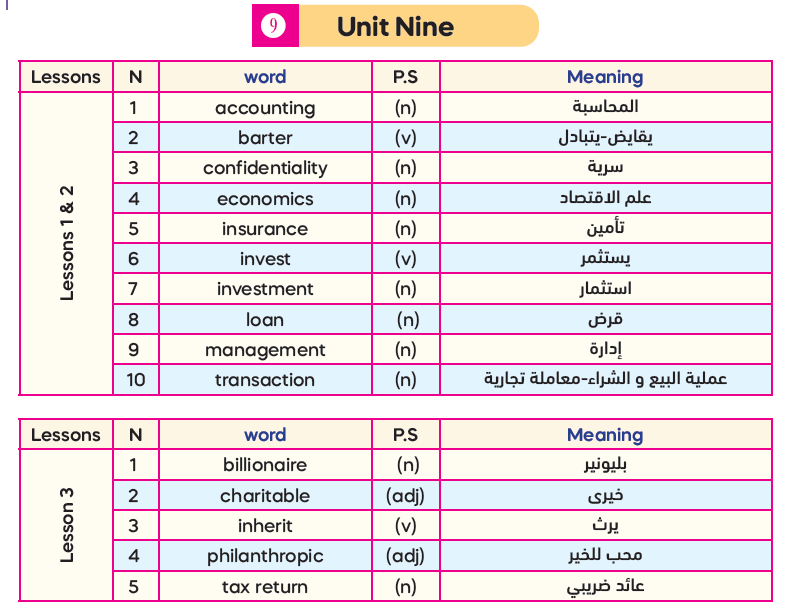 9 Unit Nine
Lessons N word P.S Meaning
Lessons 1 & 2
1 accounting (n) المحاسبة
2 barter (v) يقايض-يتبادل
3 confidentiality (n) سرية
4 economics (n) علم الاقتصاد
5 insurance (n) تأمين
6 invest (v) يستثمر
7 investment (n) استثمار
8 loan (n) قرض
9 management (n) إدارة
10 transaction (n) عملية البيع و الشراء-معاملة تجارية
Lessons N word P.S Meaning
Lesson 3
1 billionaire (n) بليونير
2 charitable (adj) خيرى
3 inherit (v) يرث
4 philanthropic (adj) محب للخير
5 tax return (n) عائد ضريبي